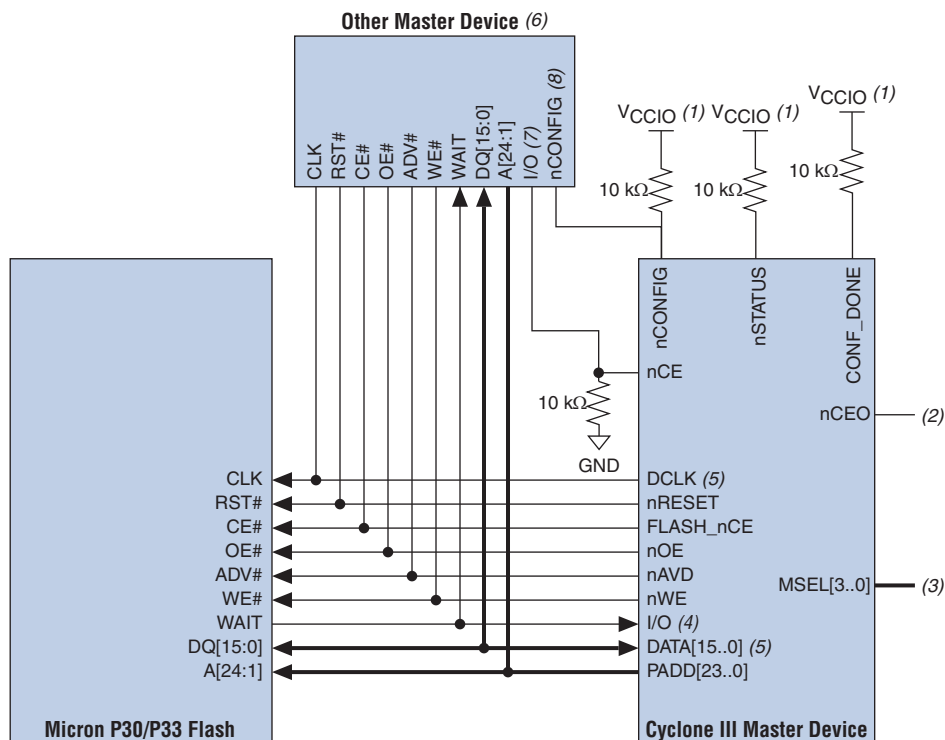 Other Master Device (6)
CLK
RST#
CE#
OE#
ADV#
WE#
WAIT
DQ[15:0]
A[24:1]
I/O (7)
nCONFIG (8)
VCCIO (1)
VCCIO (1)
VCCIO (1)
10 kΩ
10 kΩ
10 kΩ
nCONFIG
nSTATUS
CONF_DONE
nCE
10 kΩ
GND
nCEO
(2)
CLK
DCLK (5)
RST#
nRESET
CE#
FLASH_nCE
OE#
nOE
ADV#
nAVD
MSEL[3..0]
(3)
WE#
nWE
WAIT
I/O (4)
DQ[15:0]
DATA[15..0] (5)
A[24:1]
PADD[23..0]
Micron P30/P33 Flash
Cyclone III Master Device